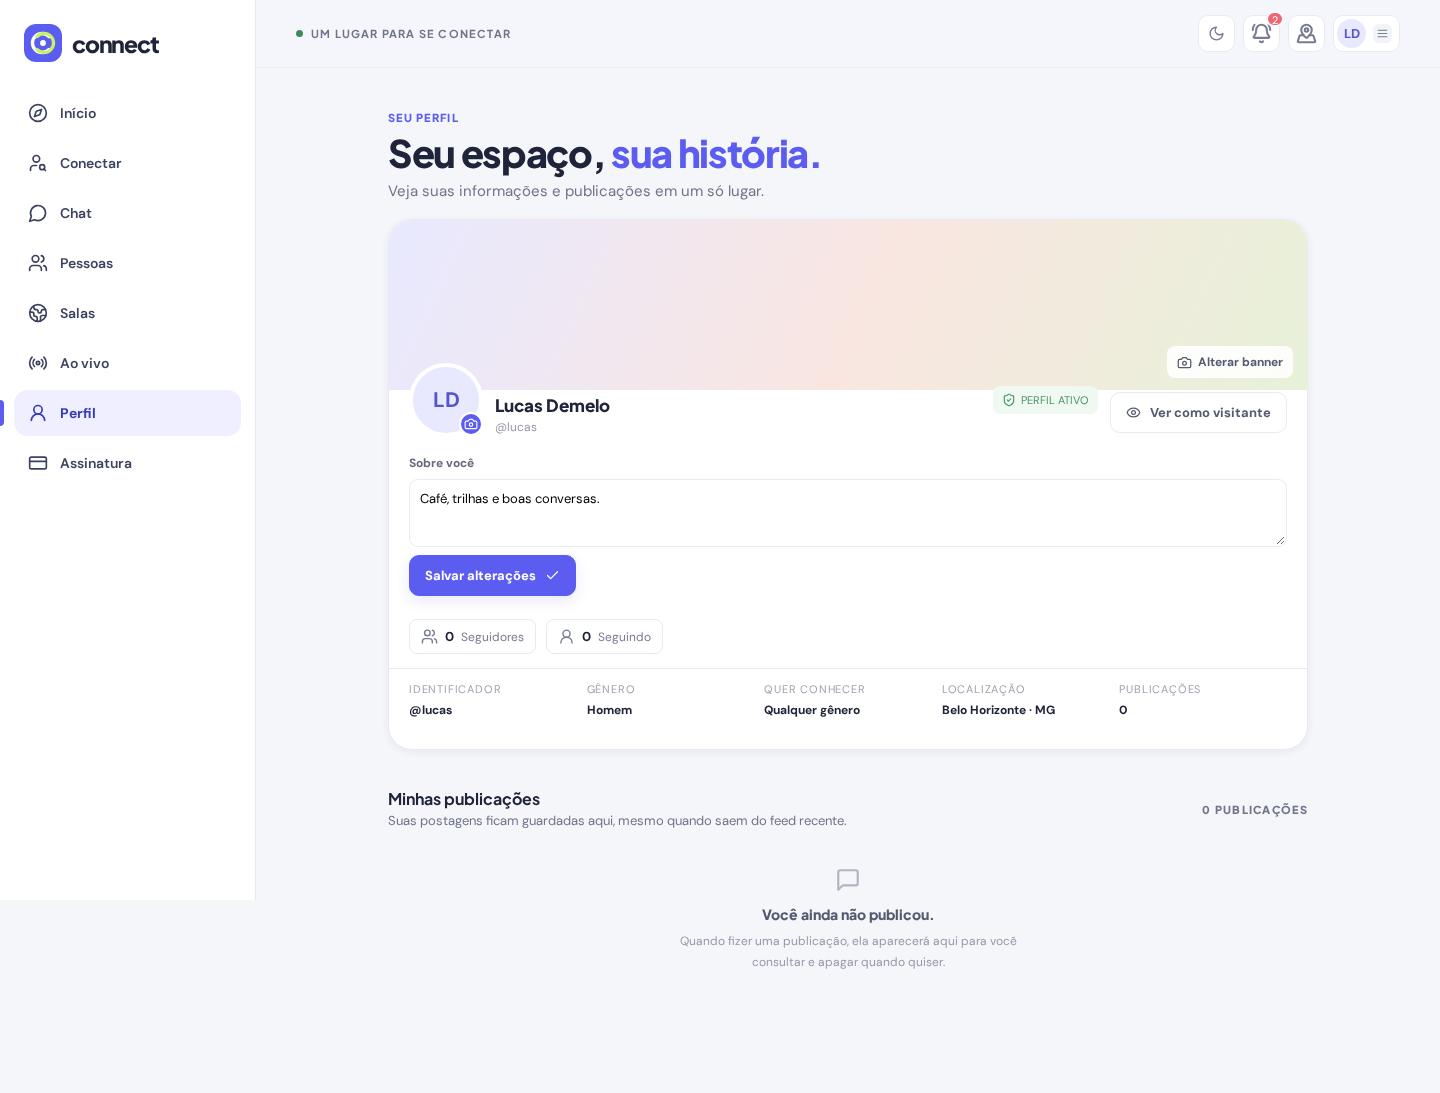 connect
UM LUGAR PARA SE CONECTAR
2
LD
Início
Conectar
Chat
Pessoas
Salas
Ao vivo
Perfil
Assinatura
SEU PERFIL
Seu espaço, sua história.
Veja suas informações e publicações em um só lugar.
Alterar banner
LD
Lucas Demelo
@lucas
PERFIL ATIVO
Ver como visitante
Sobre você
Café, trilhas e boas conversas.
Salvar alterações
0 Seguidores
0 Seguindo
IDENTIFICADOR
@lucas
GÊNERO
Homem
QUER CONHECER
Qualquer gênero
LOCALIZAÇÃO
Belo Horizonte · MG
PUBLICAÇÕES
0
Minhas publicações
Suas postagens ficam guardadas aqui, mesmo quando saem do feed recente.
0 PUBLICAÇÕES
Você ainda não publicou.
Quando fizer uma publicação, ela aparecerá aqui para você
consultar e apagar quando quiser.